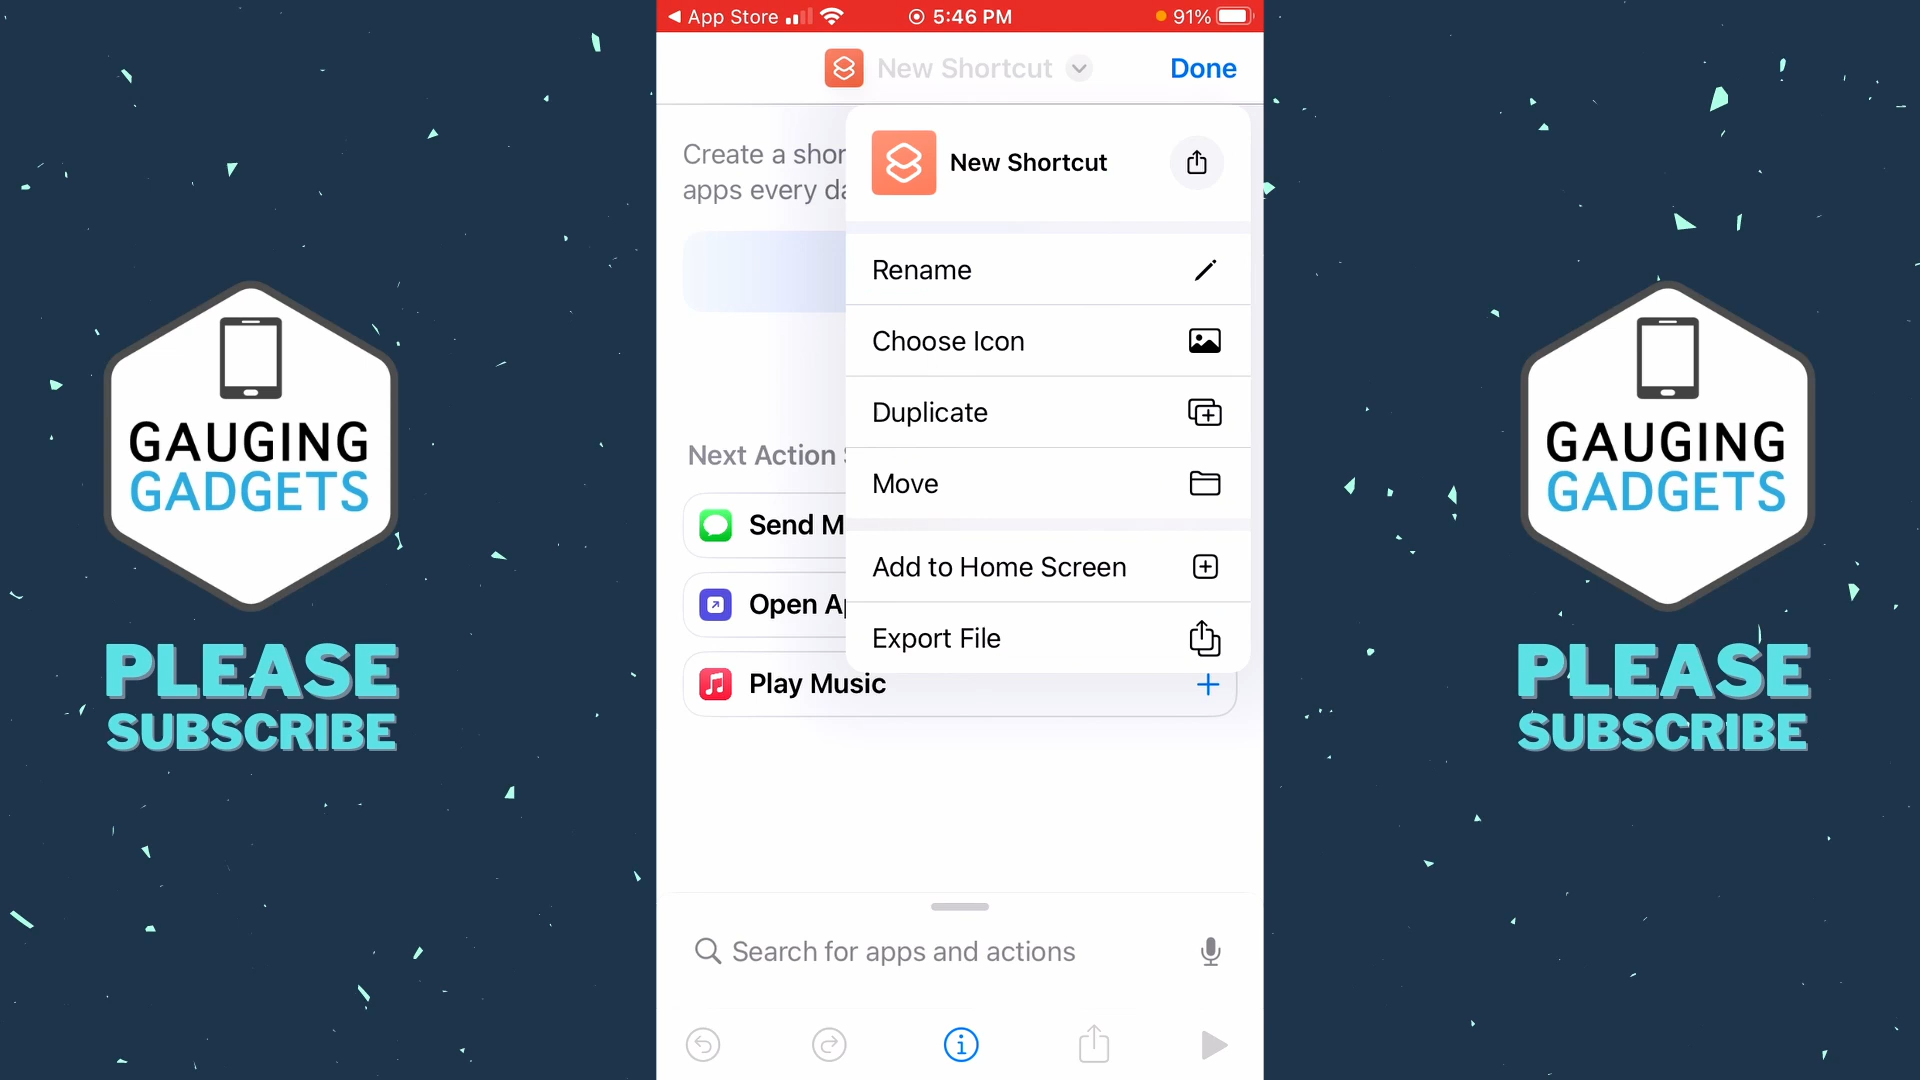 App Store
5:46 PM
91%
New Shortcut
Done
Create a shor
apps every da
New Shortcut
Rename
Choose Icon
Duplicate
Move
Next Action
Send M
Add to Home Screen
Open Ap
Export File
Play Music
Search for apps and actions
GAUGING
GADGETS
PLEASE
SUBSCRIBE
GAUGING
GADGETS
PLEASE
SUBSCRIBE